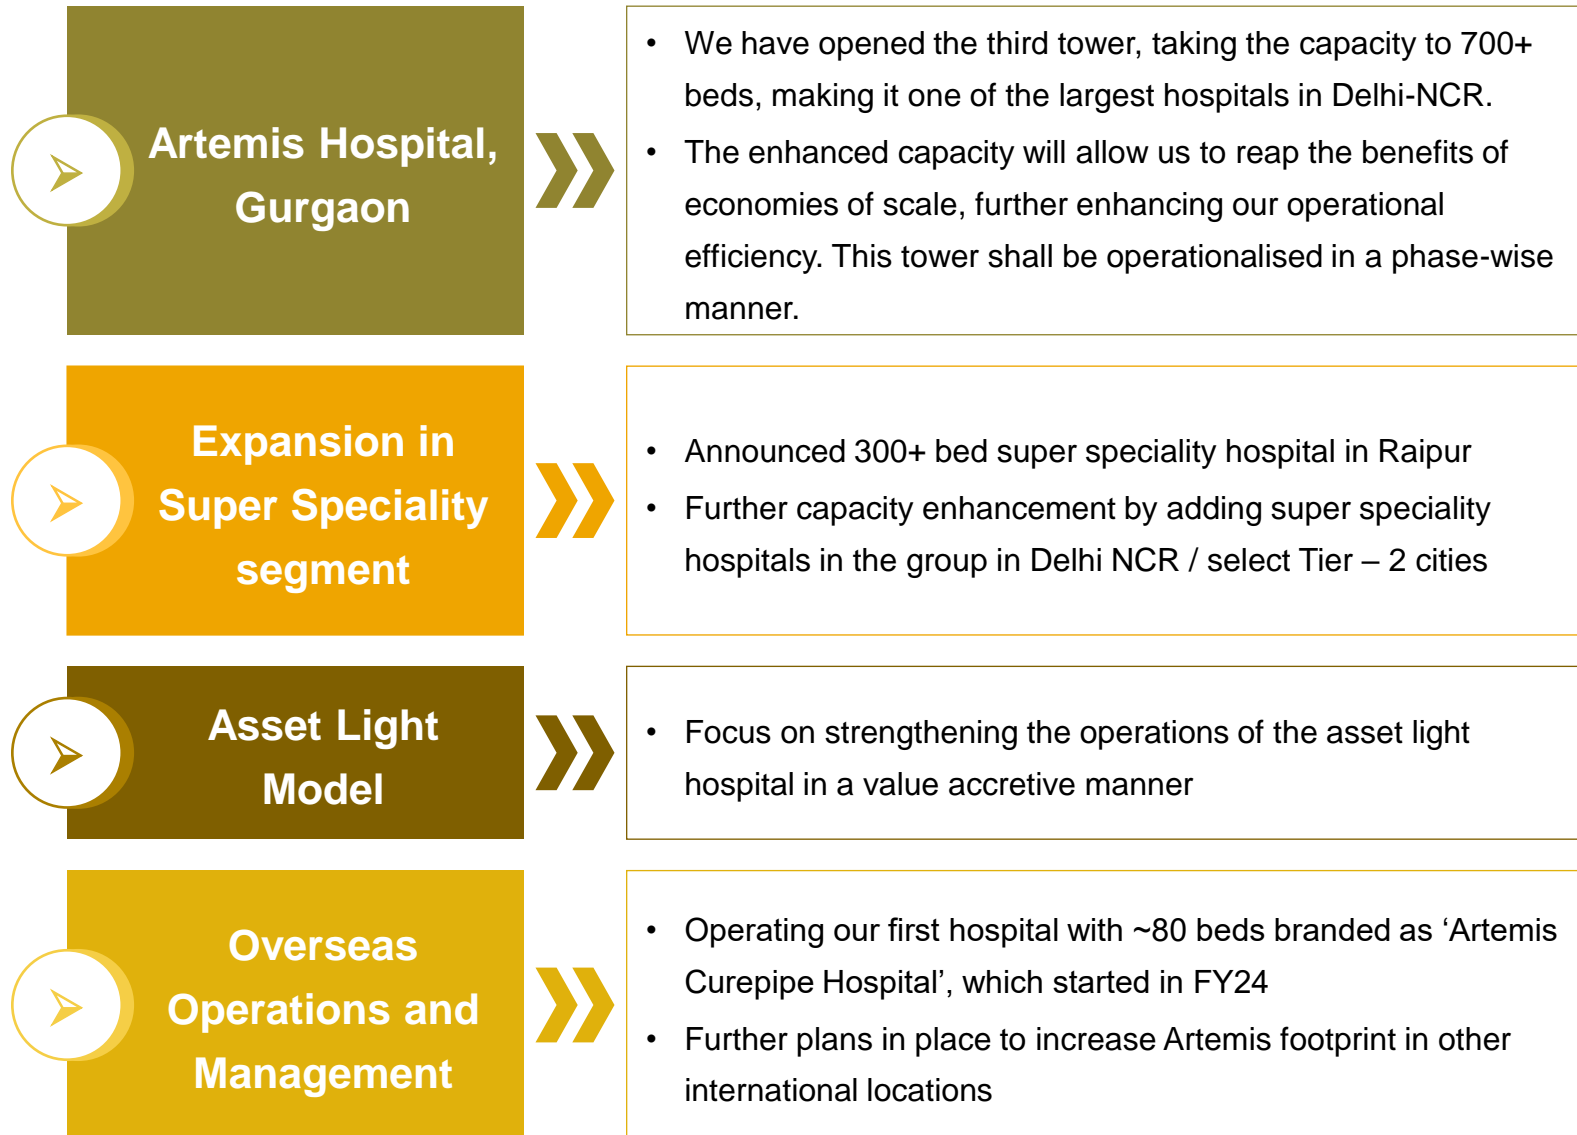 Artemis Hospital,
Gurgaon
• We have opened the third tower, taking the capacity to 700+
beds, making it one of the largest hospitals in Delhi-NCR.
• The enhanced capacity will allow us to reap the benefits of
economies of scale, further enhancing our operational
efficiency. This tower shall be operationalised in a phase-wise
manner.
Expansion in
Super Speciality
segment
• Announced 300+ bed super speciality hospital in Raipur
• Further capacity enhancement by adding super speciality
hospitals in the group in Delhi NCR / select Tier – 2 cities
Asset Light
Model
• Focus on strengthening the operations of the asset light
hospital in a value accretive manner
Overseas
Operations and
Management
• Operating our first hospital with ~80 beds branded as ‘Artemis
Curepipe Hospital’, which started in FY24
• Further plans in place to increase Artemis footprint in other
international locations